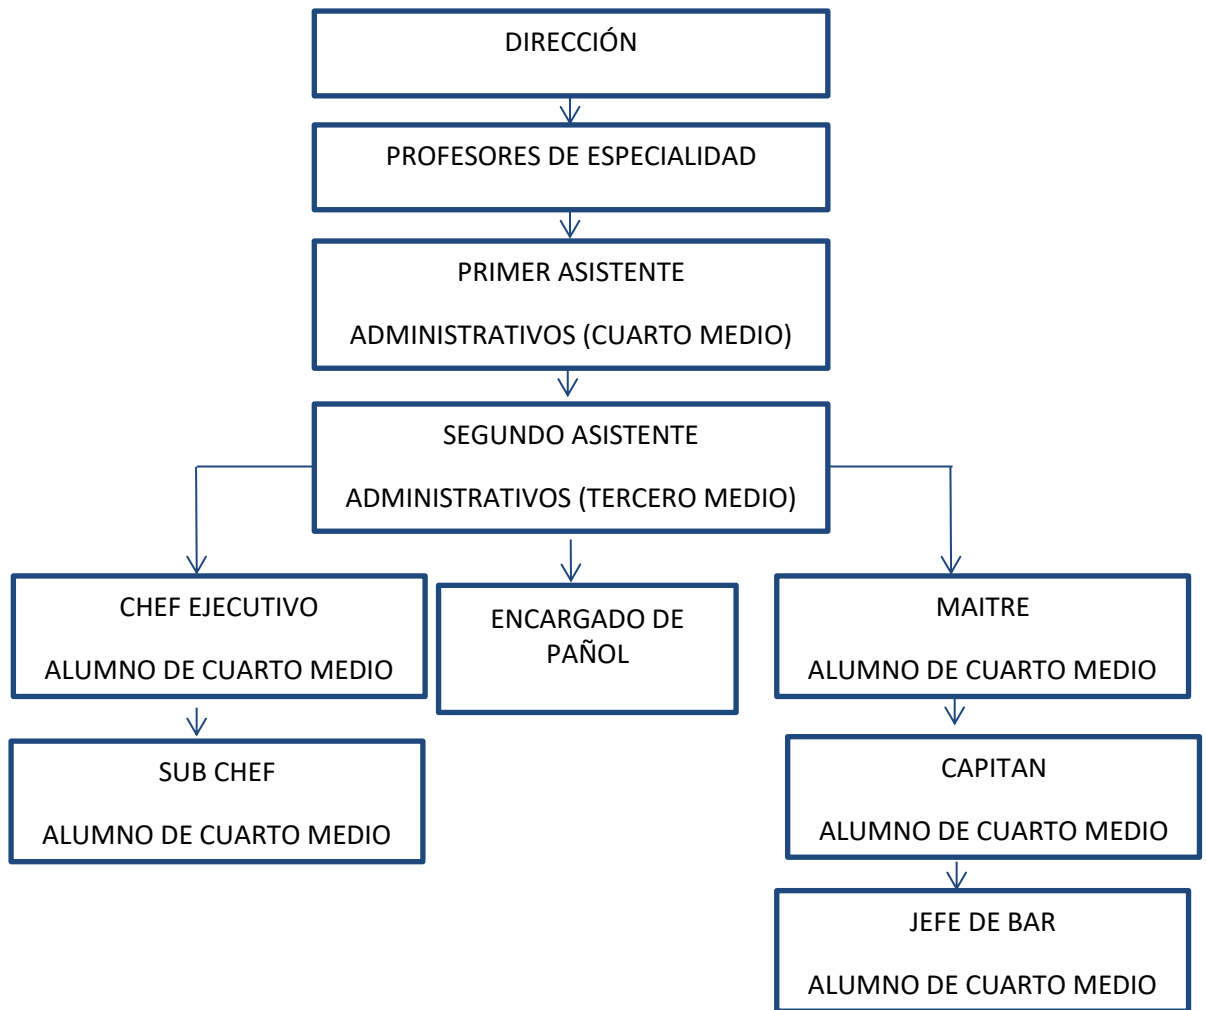 DIRECCIÓN
PROFESORES DE ESPECIALIDAD
PRIMER ASISTENTE
ADMINISTRATIVOS (CUARTO MEDIO)
SEGUNDO ASISTENTE
ADMINISTRATIVOS (TERCERO MEDIO)
CHEF EJECUTIVO
ALUMNO DE CUARTO MEDIO
ENCARGADO DE
PAÑOL
MAITRE
ALUMNO DE CUARTO MEDIO
SUB CHEF
ALUMNO DE CUARTO MEDIO
CAPITAN
ALUMNO DE CUARTO MEDIO
JEFE DE BAR
ALUMNO DE CUARTO MEDIO